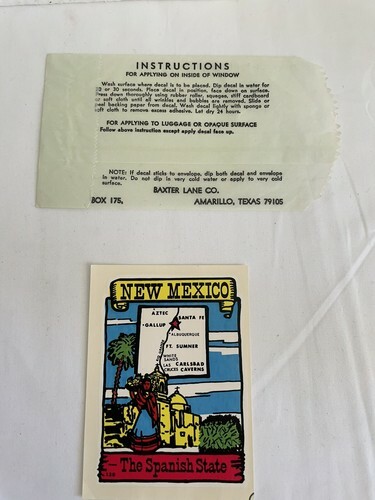 INSTRUCTIONS
FOR APPLYING ON INSIDE OF WINDOW
Wash surface where decal is to be placed. Dip decal in water for
or 30 seconds. Place decal in position, face down on surface.
Press down thoroughly using rubber roller, squegee, stiff cardboard
or soft cloth until all wrinkles and bubbles are removed. Slide or
peel backing paper from decal. Wash decal lightly with sponge or
soft cloth to remove excess adhesive. Let dry 24 hours.
FOR APPLYING TO LUGGAGE OR OPAQUE SURFACE
Follow above instruction except apply decal face up.
NOTE: If decal sticks to envelope, dip both decal and envelope
in water. Do not dip in very cold water or apply to very cold
surface.
BAXTER LANE CO.
BOX 175, AMARILLO, TEXAS 79105
NEW MEXICO
AZTEC
SANTA FE
GALLUP
ALBUQUERQUE
FT. SUMNER
WHITE
SANDS
LAS CARLSBAD
CRUCES CAVERNS
The Spanish State